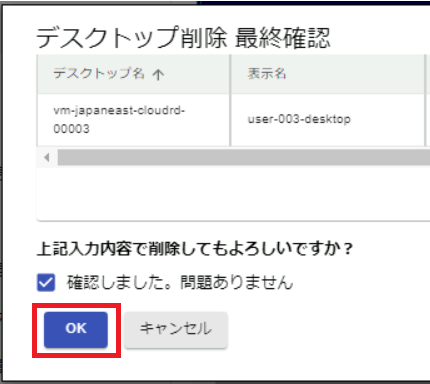 デスクトップ削除 最終確認
デスクトップ名 ↑ 表示名
vm-japaneast-cloudrd-
00003 user-003-desktop
上記入力内容で削除してもよろしいですか？
確認しました。問題ありません
OK キャンセル